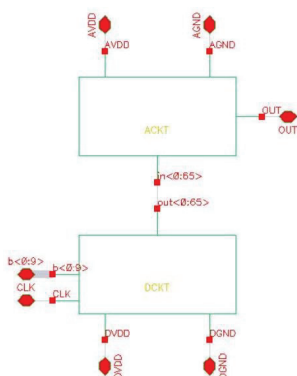 AVDD
AGND
AVDD
AGND
ACKT
OUT
OUT
in<0:65>
out<0:65>
b<0:9>
b<0:9>
CLK
CLK
DCKT
DVDD
DGND
DVDD
DGND